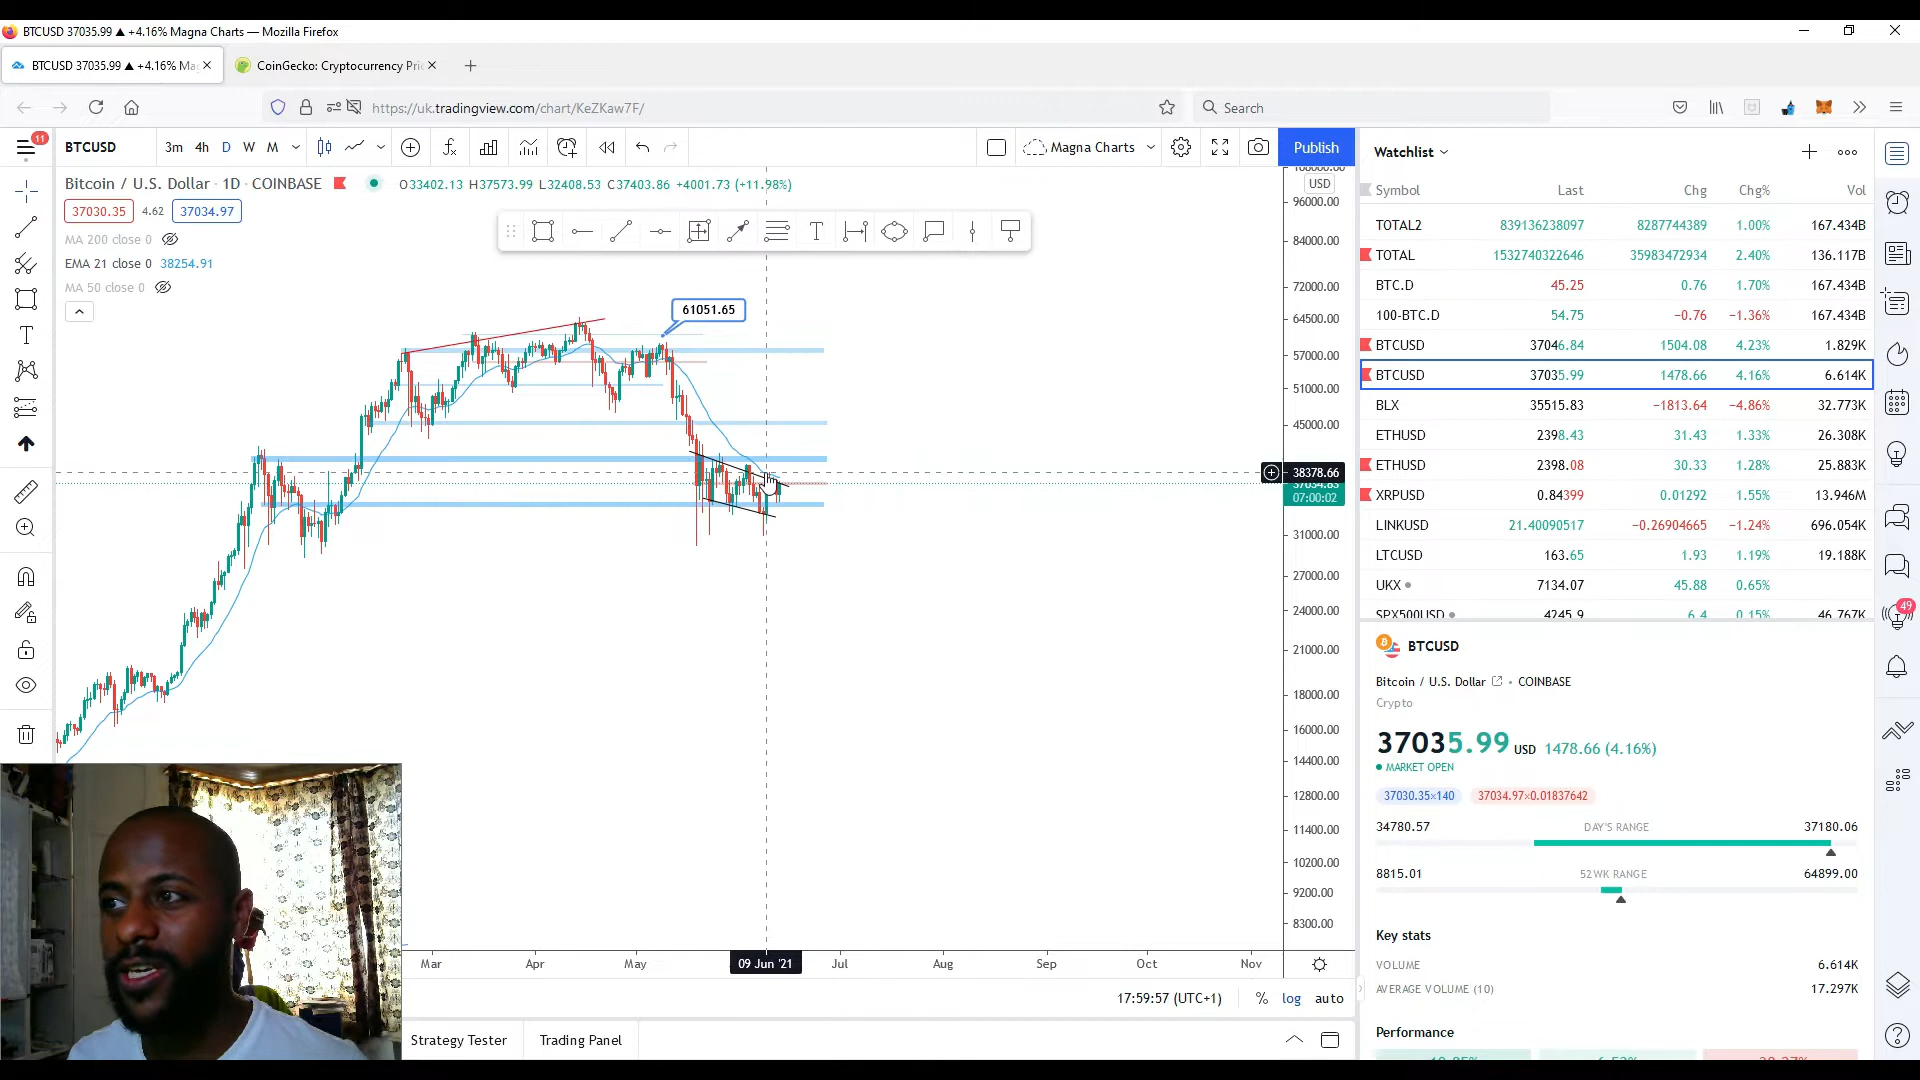 BTCUSD 37035.99 ▲ +4.16% Magna Charts — Mozilla Firefox
BTCUSD 37035.99 ▲ +4.16% Ma
CoinGecko: Cryptocurrency Pri
https://uk.tradingview.com/chart/KeZKaw7F/
Search
11
BTCUSD 3m 4h D W M
Magna Charts
Publish
Bitcoin / U.S. Dollar · 1D · COINBASE
O33402.13 H37573.99 L32408.53 C37403.86 +4001.73 (+11.98%)
37030.35 4.62 37034.97
MA 200 close 0
EMA 21 close 0 38254.91
MA 50 close 0
61051.65
USD
96000.00
84000.00
72000.00
64500.00
57000.00
51000.00
45000.00
38378.66
07:00:02
31000.00
27000.00
24000.00
21000.00
18000.00
16000.00
14400.00
12800.00
11400.00
10200.00
9200.00
8300.00
Mar Apr May 09 Jun '21 Jul Aug Sep Oct Nov
17:59:57 (UTC+1) % log auto
Strategy Tester Trading Panel
Watchlist
Symbol Last Chg Chg% Vol
TOTAL2 839136238097 8287744389 1.00% 167.434B
TOTAL 1532740322646 35983472934 2.40% 136.117B
BTC.D 45.25 0.76 1.70% 167.434B
100-BTC.D 54.75 −0.76 −1.36% 167.434B
BTCUSD 37046.84 1504.08 4.23% 1.829K
BTCUSD 37035.99 1478.66 4.16% 6.614K
BLX 35515.83 −1813.64 −4.86% 32.773K
ETHUSD 2398.43 31.43 1.33% 26.308K
ETHUSD 2398.08 30.33 1.28% 25.883K
XRPUSD 0.84399 0.01292 1.55% 13.946M
LINKUSD 21.40090517 −0.26904665 −1.24% 696.054K
LTCUSD 163.65 1.93 1.19% 19.188K
UKX 7134.07 45.88 0.65%
SPX500USD 4245.9 6.4 0.15% 46.767K
49
BTCUSD
Bitcoin / U.S. Dollar · COINBASE
Crypto
37035.99 USD 1478.66 (4.16%)
MARKET OPEN
37030.35×140 37034.97×0.01837642
34780.57 DAY'S RANGE 37180.06
8815.01 52WK RANGE 64899.00
Key stats
VOLUME 6.614K
AVERAGE VOLUME (10) 17.297K
Performance